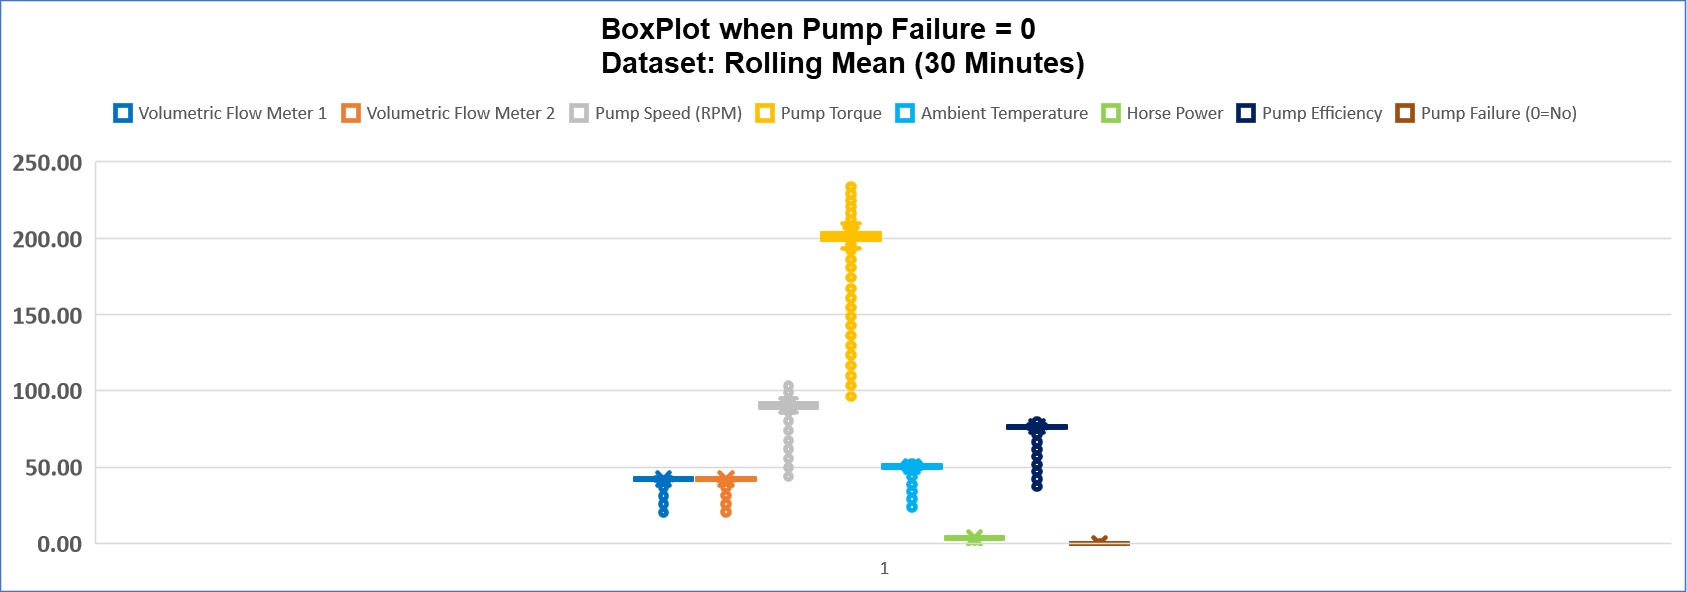 BoxPlot when Pump Failure = 0
Dataset: Rolling Mean (30 Minutes)
Volumetric Flow Meter 1 Volumetric Flow Meter 2 Pump Speed (RPM) Pump Torque Ambient Temperature Horse Power Pump Efficiency Pump Failure (0=No)
250.00
200.00
150.00
100.00
50.00
0.00
1